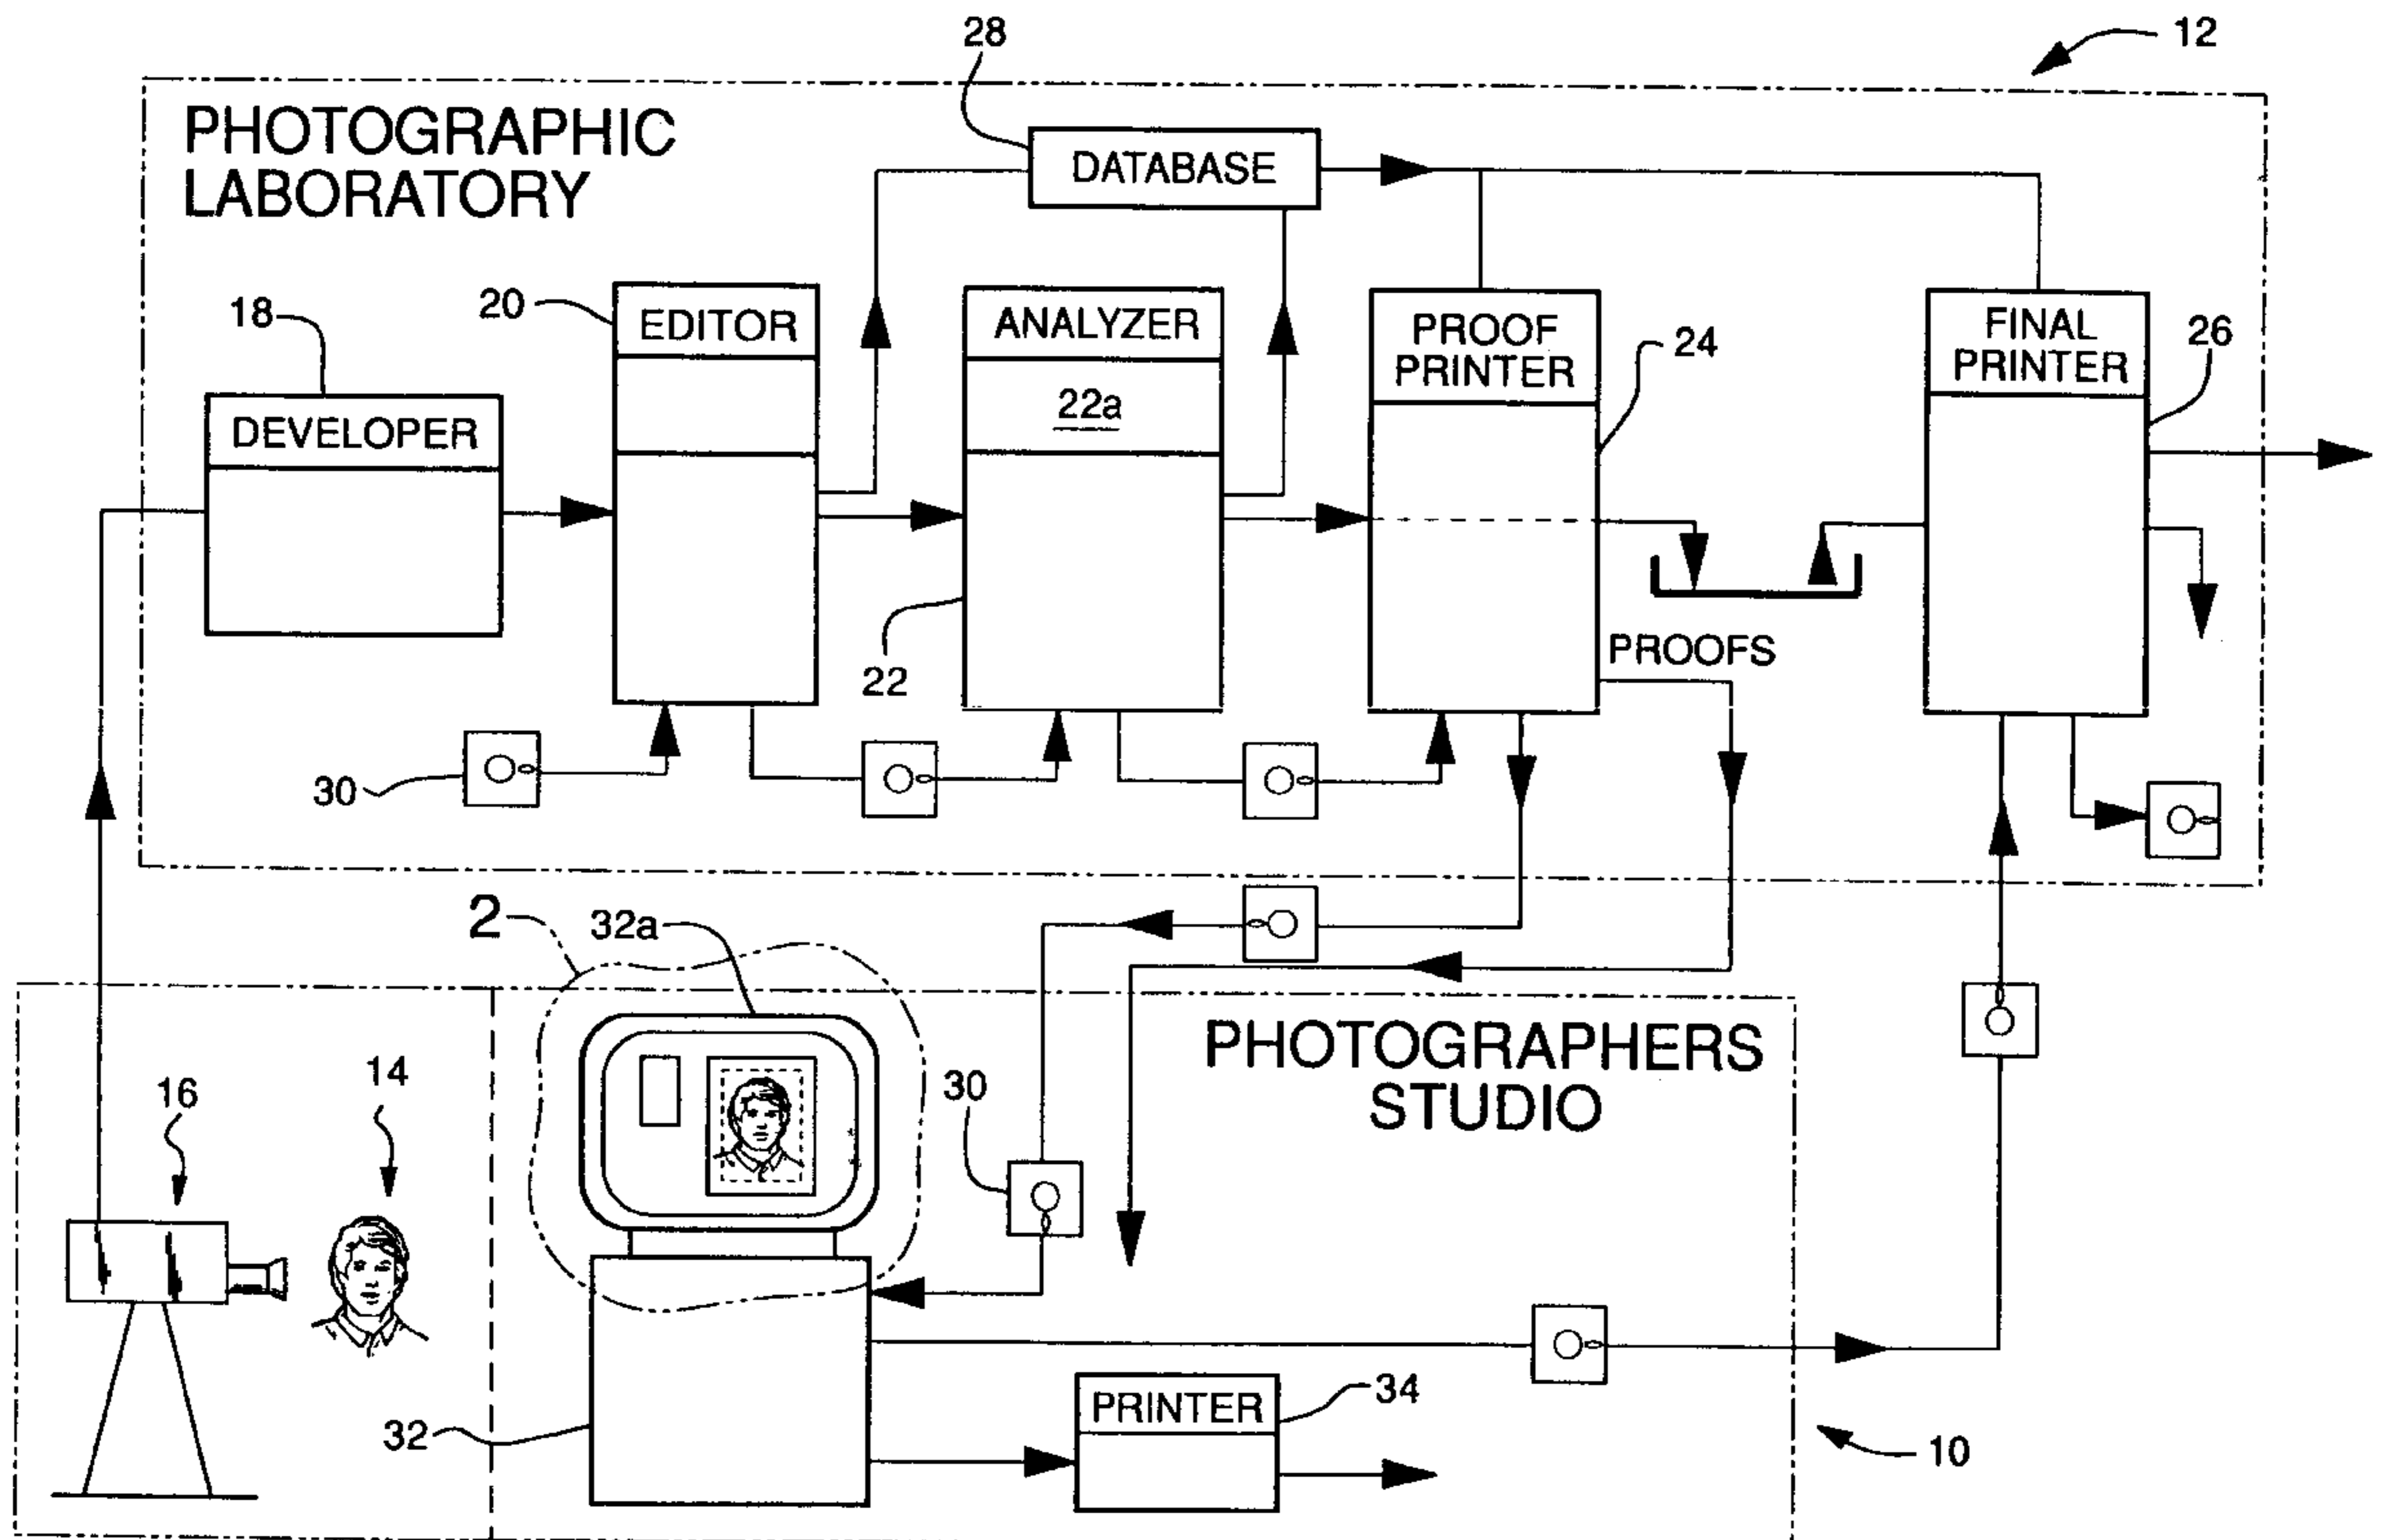 12
28
PHOTOGRAPHIC
LABORATORY
DATABASE
18
20
EDITOR
ANALYZER
22a
PROOF
PRINTER
24
FINAL
PRINTER
26
DEVELOPER
22
PROOFS
30
2
32a
PHOTOGRAPHERS
STUDIO
16
14
30
32
PRINTER
34
10